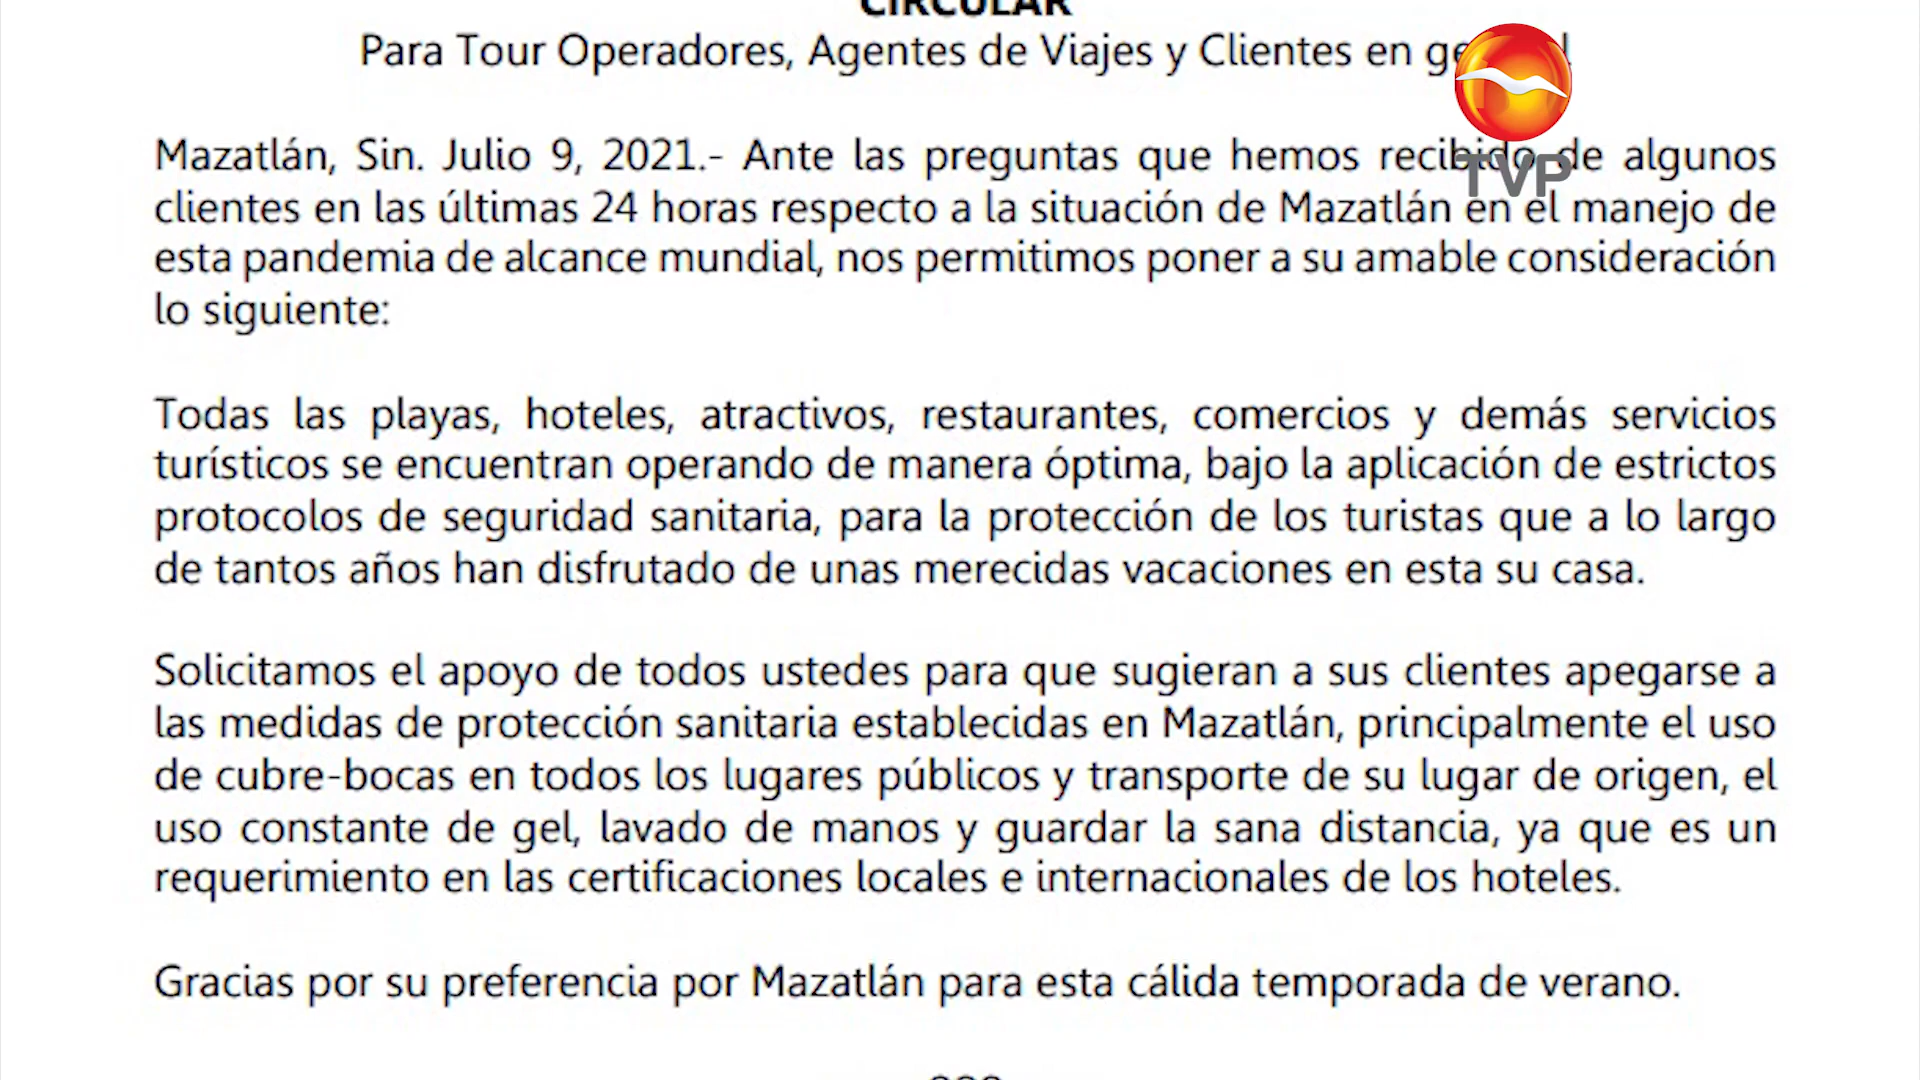 CIRCULAR
Para Tour Operadores, Agentes de Viajes y Clientes en
TVP
Mazatlán, Sin. Julio 9, 2021.- Ante las preguntas que hemos recibido de algunos
clientes en las últimas 24 horas respecto a la situación de Mazatlán en el manejo de
esta pandemia de alcance mundial, nos permitimos poner a su amable consideración
lo siguiente:
Todas las playas, hoteles, atractivos, restaurantes, comercios y demás servicios
turísticos se encuentran operando de manera óptima, bajo la aplicación de estrictos
protocolos de seguridad sanitaria, para la protección de los turistas que a lo largo
de tantos años han disfrutado de unas merecidas vacaciones en esta su casa.
Solicitamos el apoyo de todos ustedes para que sugieran a sus clientes apegarse a
las medidas de protección sanitaria establecidas en Mazatlán, principalmente el uso
de cubre-bocas en todos los lugares públicos y transporte de su lugar de origen, el
uso constante de gel, lavado de manos y guardar la sana distancia, ya que es un
requerimiento en las certificaciones locales e internacionales de los hoteles.
Gracias por su preferencia por Mazatlán para esta cálida temporada de verano.